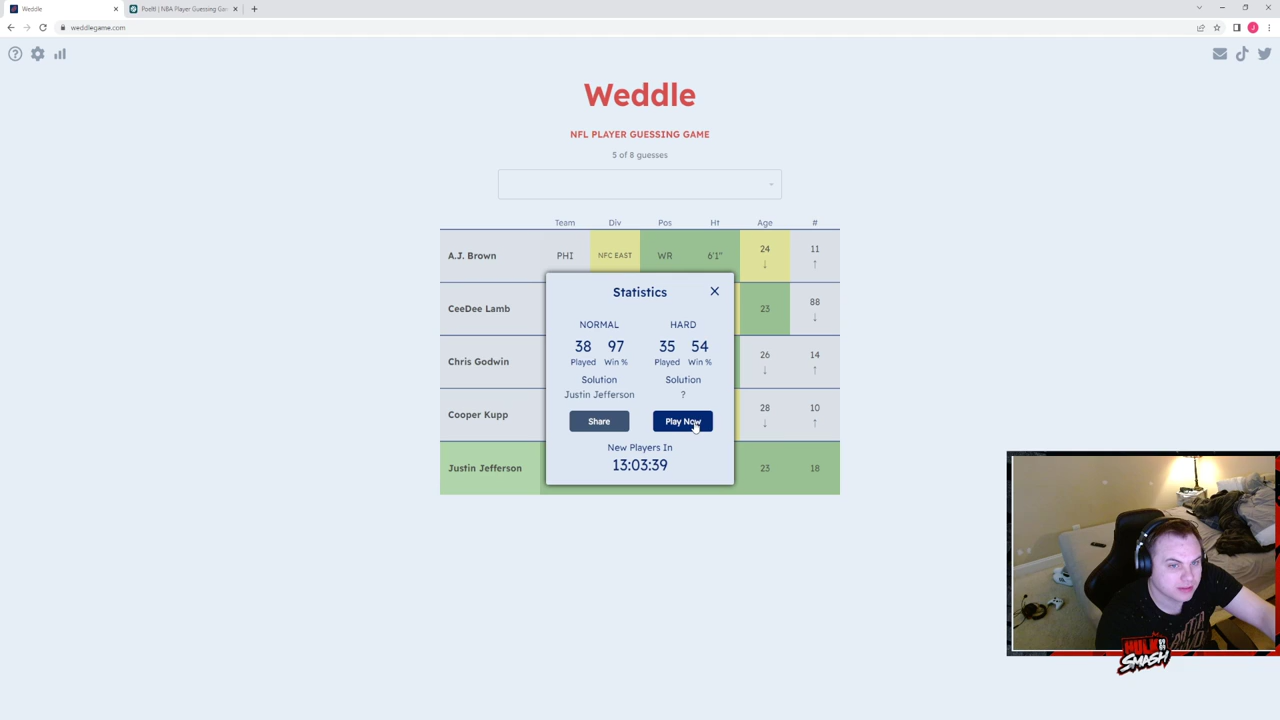 Weddle
Poeltl | NBA Player Guessing Ga
weddlegame.com
J
Weddle
NFL PLAYER GUESSING GAME
5 of 8 guesses
Team Div Pos Ht Age #
A.J. Brown PHI NFC EAST WR 6'1" 24 ↓ 11 ↑
CeeDee Lamb 23 88 ↓
Chris Godwin 26 ↓ 14 ↑
Cooper Kupp 28 ↓ 10 ↑
Justin Jefferson 23 18
Statistics
NORMAL HARD
38 97 35 54
Played Win % Played Win %
Solution Solution
Justin Jefferson ?
Share Play Now
New Players In
13:03:39
HULK
SMASH